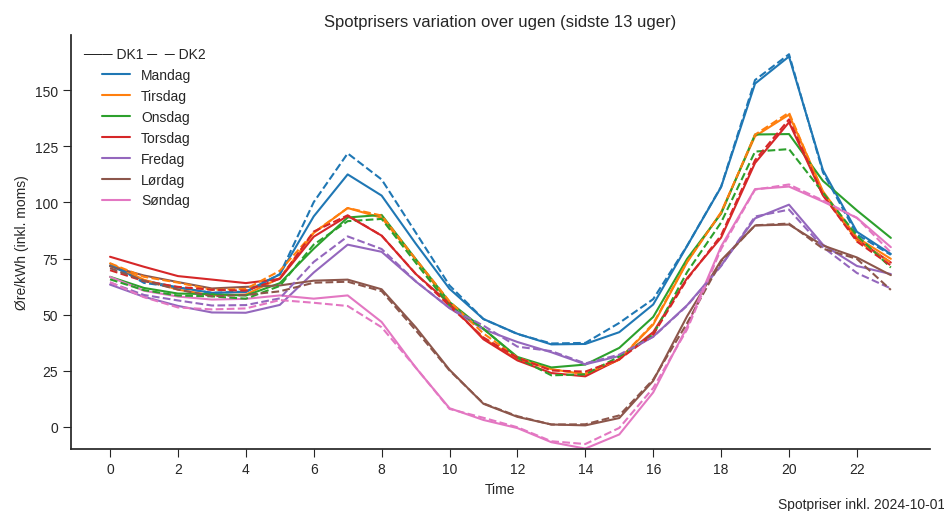 Spotprisers variation over ugen (sidste 13 uger)
DK1 DK2
Mandag
Tirsdag
Onsdag
Torsdag
Fredag
Lørdag
Søndag
Øre/kWh (inkl. moms)
150
125
100
75
50
25
0
0 2 4 6 8 10 12 14 16 18 20 22
Time
Spotpriser inkl. 2024-10-01